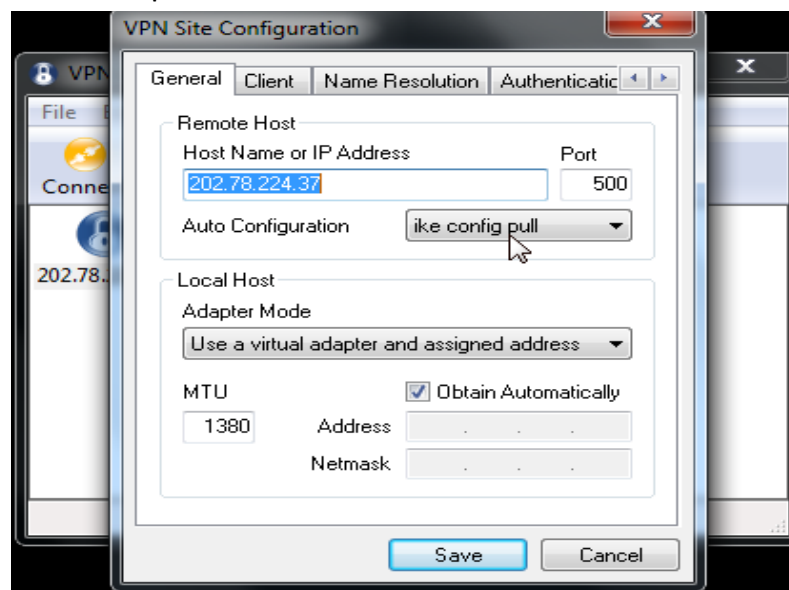 VPN Site Configuration
VPN
File
Conne
202.78.
General Client Name Resolution Authenticatic
Remote Host
Host Name or IP Address Port
202.78.224.37 500
Auto Configuration ike config pull
Local Host
Adapter Mode
Use a virtual adapter and assigned address
MTU Obtain Automatically
1380 Address . . .
Netmask . . .
Save Cancel